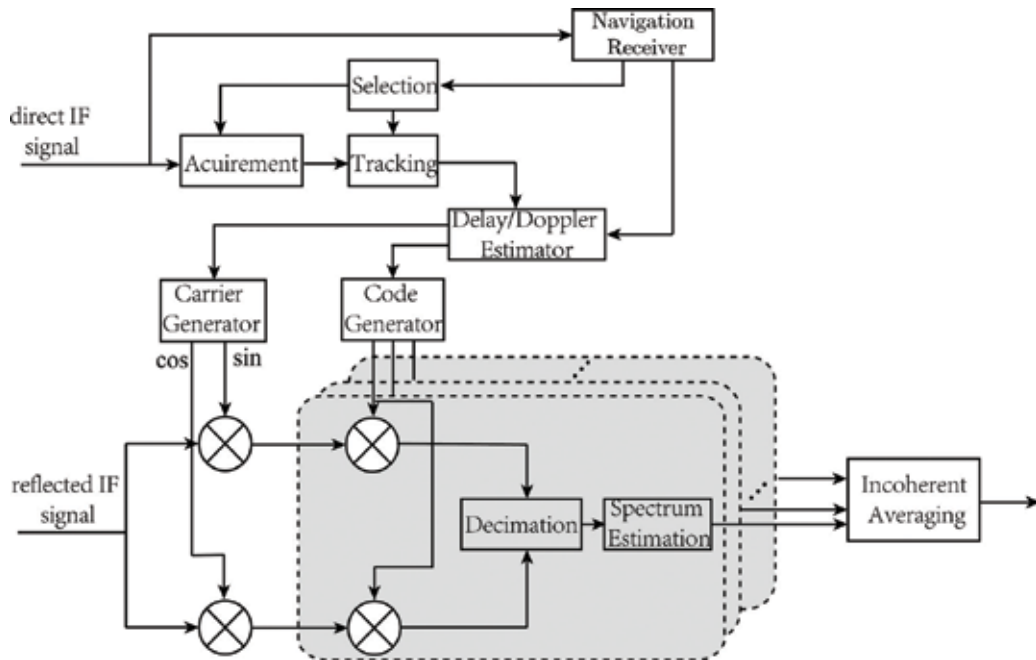 Navigation
Receiver
Selection
direct IF
signal
Acuirement
Tracking
Delay/Doppler
Estimator
Carrier
Generator
Code
Generator
cos
sin
reflected IF
signal
Decimation
Spectrum
Estimation
Incoherent
Averaging